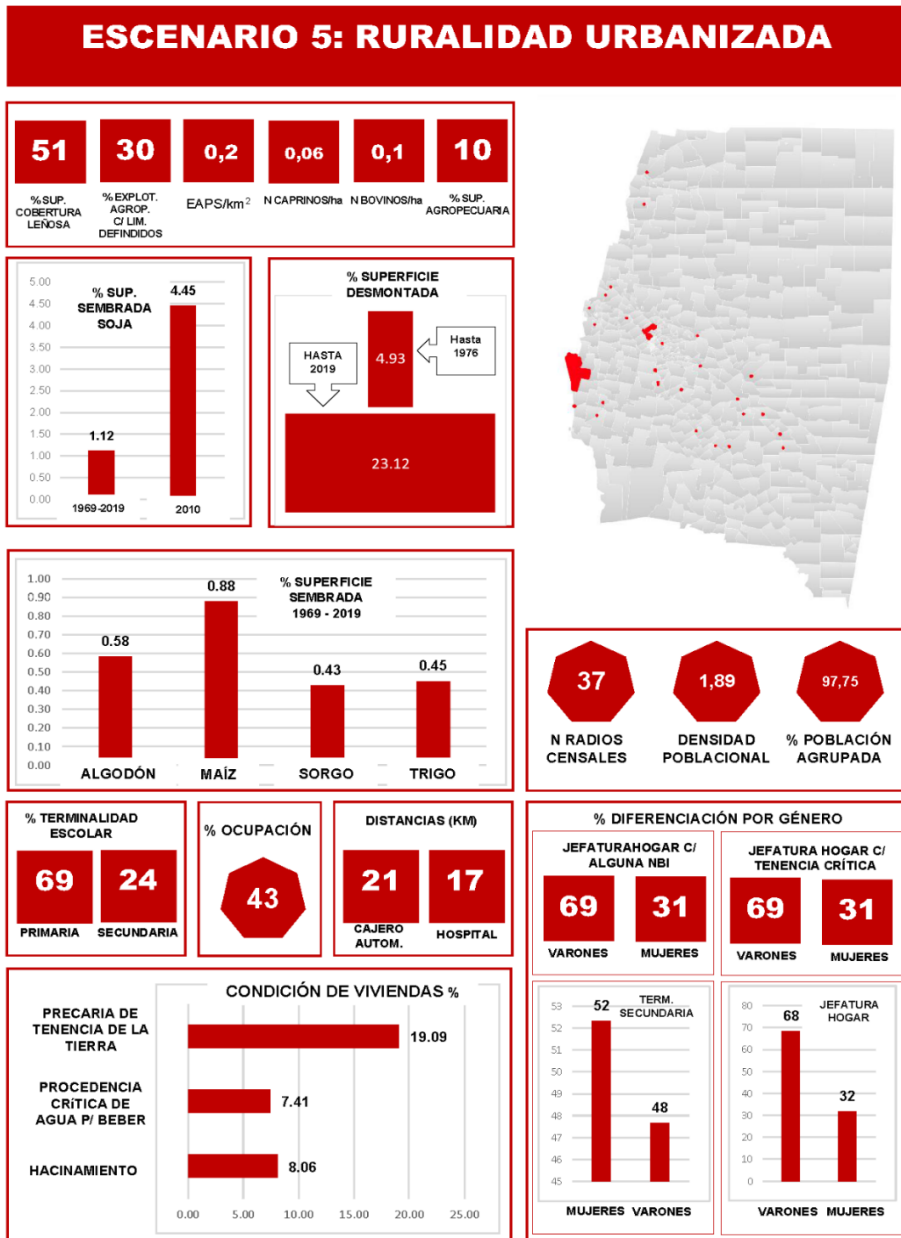 ESCENARIO 5: RURALIDAD URBANIZADA
51
30
0,2
0,06
0,1
10
% SUP.
COBERTURA
LEÑOSA
% EXPLOT.
AGROP.
C/ LIM.
DEFINDIDOS
EAPS/km²
N CAPRINOS/ha
N BOVINOS/ha
% SUP.
AGROPECUARIA
% SUP.
SEMBRADA
SOJA
5.00
4.50
4.00
3.50
3.00
2.50
2.00
1.50
1.00
0.50
0.00
1.12
4.45
1969-2019
2010
% SUPERFICIE
DESMONTADA
HASTA
2019
4.93
Hasta
1976
23.12
% SUPERFICIE
SEMBRADA
1969 - 2019
1.00
0.90
0.80
0.70
0.60
0.50
0.40
0.30
0.20
0.10
0.00
0.58
0.88
0.43
0.45
ALGODÓN
MAÍZ
SORGO
TRIGO
37
1,89
97,75
N RADIOS
CENSALES
DENSIDAD
POBLACIONAL
% POBLACIÓN
AGRUPADA
% TERMINALIDAD
ESCOLAR
69
24
PRIMARIA
SECUNDARIA
% OCUPACIÓN
43
DISTANCIAS (KM)
21
17
CAJERO
AUTOM.
HOSPITAL
% DIFERENCIACIÓN POR GÉNERO
JEFATURAHOGAR C/
ALGUNA NBI
69
31
VARONES
MUJERES
JEFATURA HOGAR C/
TENENCIA CRÍTICA
69
31
VARONES
MUJERES
CONDICIÓN DE VIVIENDAS %
PRECARIA DE
TENENCIA DE LA
TIERRA
19.09
PROCEDENCIA
CRÍTICA DE
AGUA P/ BEBER
7.41
HACINAMIENTO
8.06
0.00
5.00
10.00
15.00
20.00
25.00
TERM.
SECUNDARIA
53
52
51
50
49
48
47
46
45
52
48
MUJERES
VARONES
JEFATURA
HOGAR
80
70
60
50
40
30
20
10
0
68
32
VARONES
MUJERES